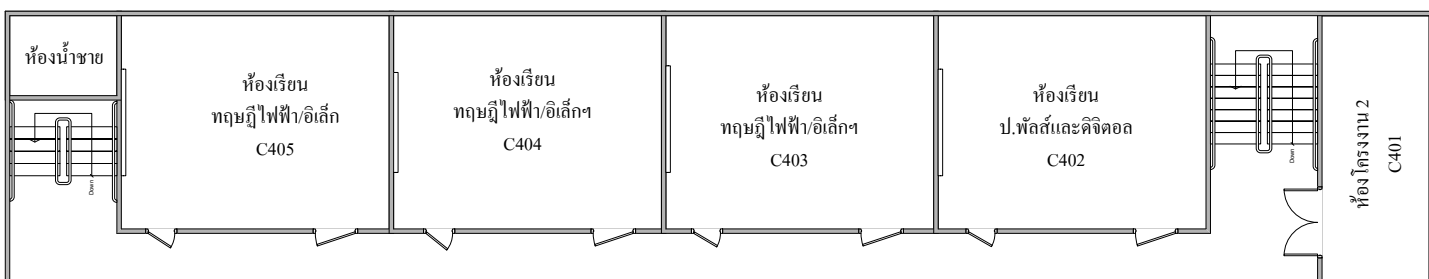 ห้องน้ำชาย
Down
ห้องเรียน
ทฤษฎีไฟฟ้า/อิเล็ก
C405
ห้องเรียน
ทฤษฎีไฟฟ้า/อิเล็กฯ
C404
ห้องเรียน
ทฤษฎีไฟฟ้า/อิเล็กฯ
C403
ห้องเรียน
ป.พัลส์และดิจิตอล
C402
Down
ห้องโครงงาน 2
C401